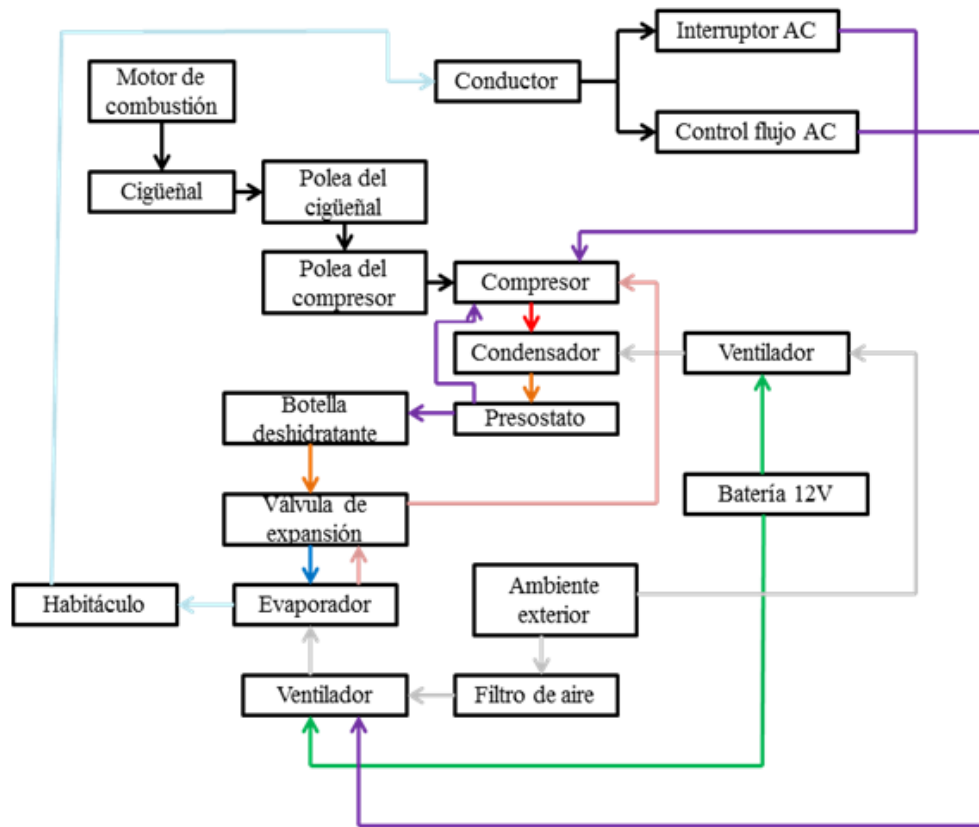 Interruptor AC
Motor de
combustión
Conductor
Control flujo AC
Cigüeñal
Polea del
cigüeñal
Polea del
compresor
Compresor
Condensador
Ventilador
Botella
deshidratante
Presostato
Válvula de
expansión
Batería 12V
Habitáculo
Evaporador
Ambiente
exterior
Ventilador
Filtro de aire